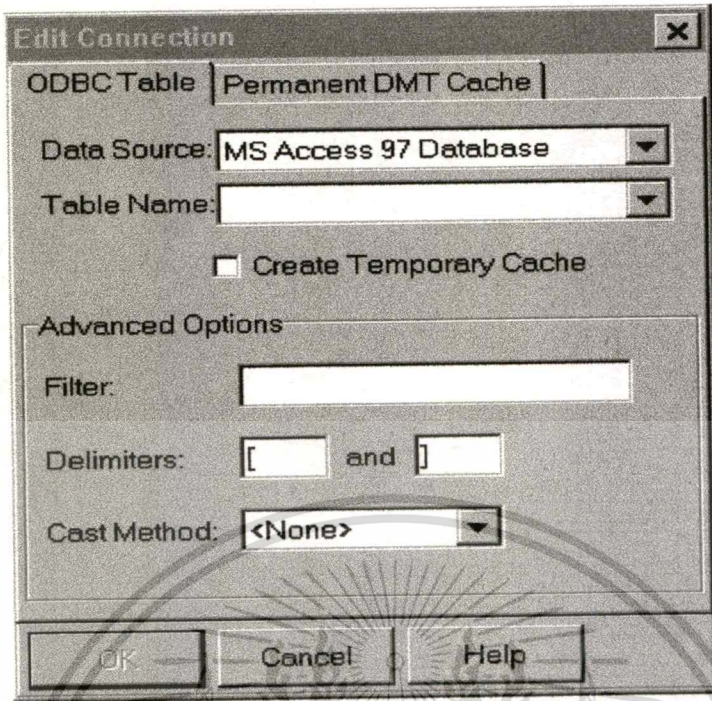 Edit Connection
ODBC Table Permanent DMT Cache
Data Source: MS Access 97 Database
Table Name:
Create Temporary Cache
Advanced Options
Filter:
Delimiters: [ and ]
Cast Method: <None>
OK Cancel Help